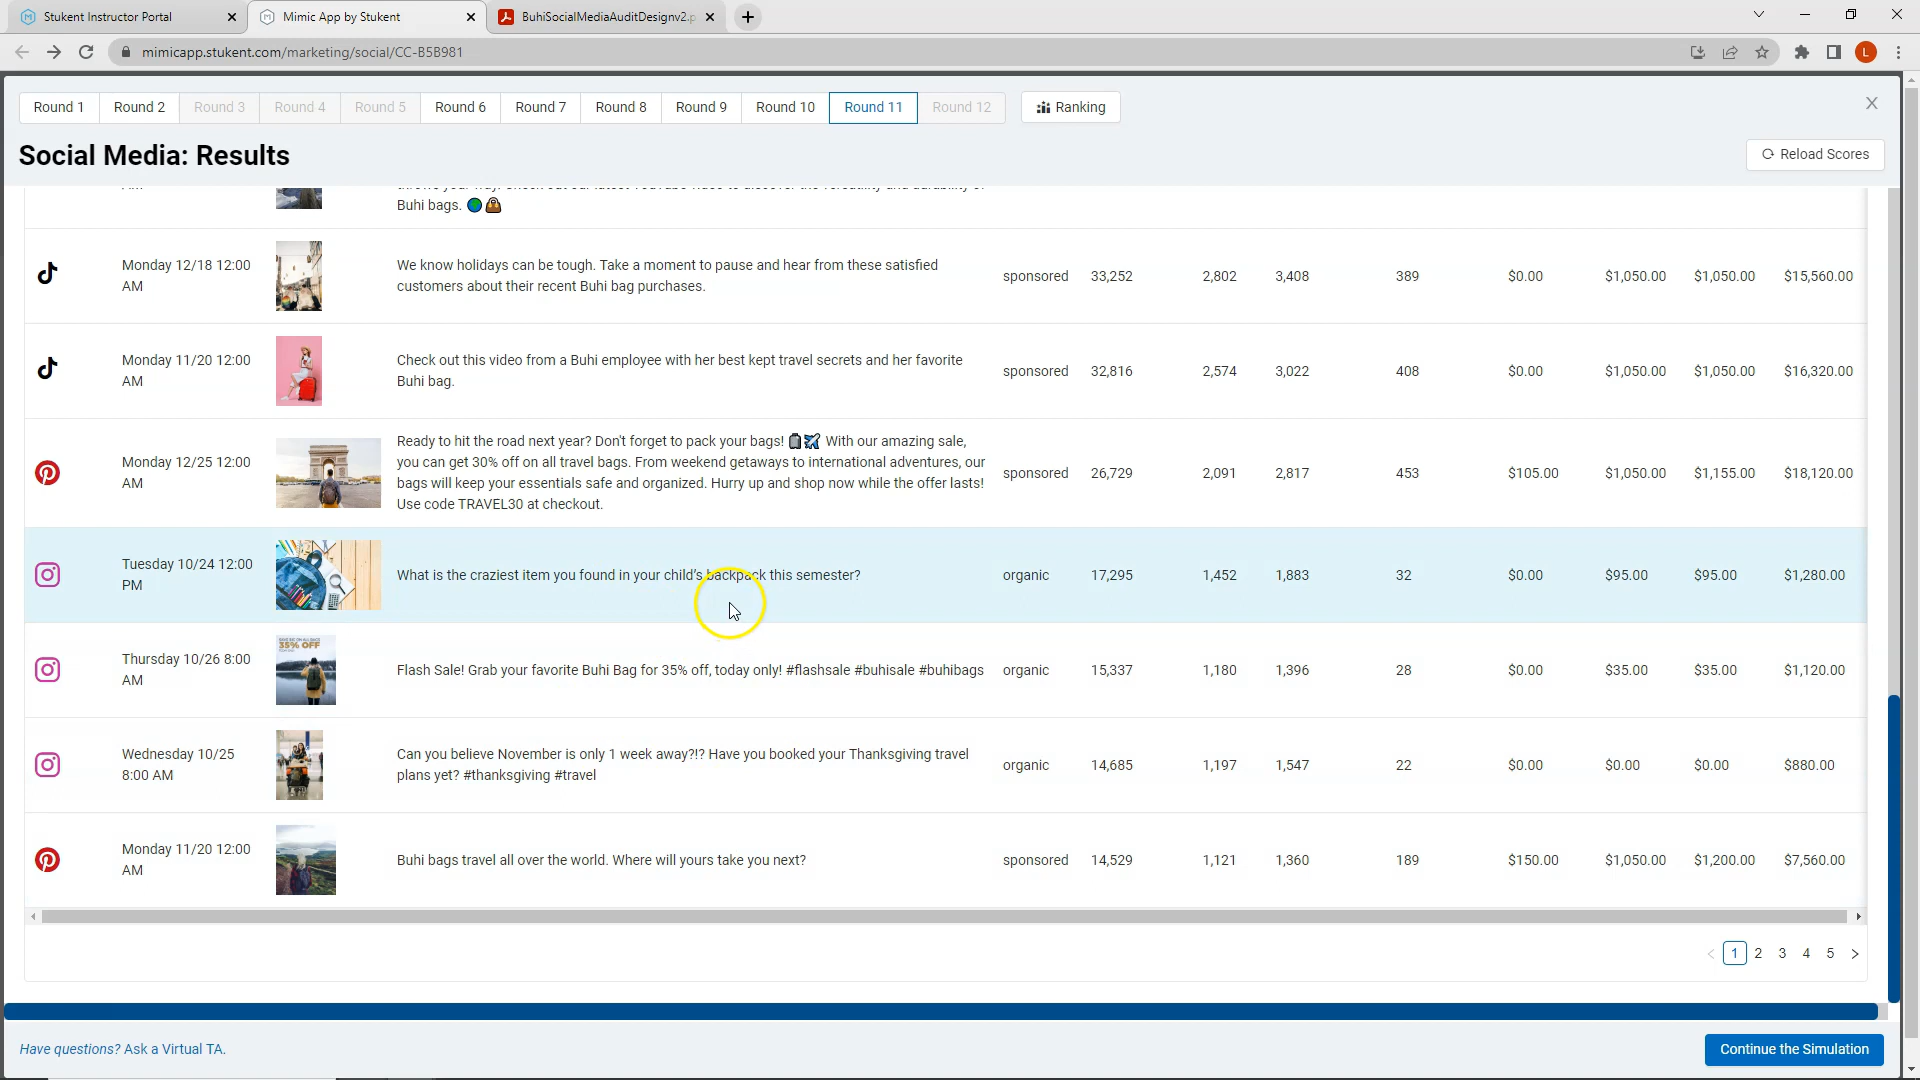 Stukent Instructor Portal
Mimic App by Stukent
BuhiSocialMediaAuditDesignv2.p
mimicapp.stukent.com/marketing/social/CC-B5B981
L
Round 1
Round 2
Round 3
Round 4
Round 5
Round 6
Round 7
Round 8
Round 9
Round 10
Round 11
Round 12
Ranking
Social Media: Results
Reload Scores
Buhi bags. 🌍👜
Monday 12/18 12:00
AM
We know holidays can be tough. Take a moment to pause and hear from these satisfied
customers about their recent Buhi bag purchases.
sponsored 33,252 2,802 3,408 389 $0.00 $1,050.00 $1,050.00 $15,560.00
Monday 11/20 12:00
AM
Check out this video from a Buhi employee with her best kept travel secrets and her favorite
Buhi bag.
sponsored 32,816 2,574 3,022 408 $0.00 $1,050.00 $1,050.00 $16,320.00
Monday 12/25 12:00
AM
Ready to hit the road next year? Don't forget to pack your bags! 🧳✈️ With our amazing sale,
you can get 30% off on all travel bags. From weekend getaways to international adventures, our
bags will keep your essentials safe and organized. Hurry up and shop now while the offer lasts!
Use code TRAVEL30 at checkout.
sponsored 26,729 2,091 2,817 453 $105.00 $1,050.00 $1,155.00 $18,120.00
Tuesday 10/24 12:00
PM
What is the craziest item you found in your child's backpack this semester?
organic 17,295 1,452 1,883 32 $0.00 $95.00 $95.00 $1,280.00
Thursday 10/26 8:00
AM
35% OFF
Flash Sale! Grab your favorite Buhi Bag for 35% off, today only! #flashsale #buhisale #buhibags
organic 15,337 1,180 1,396 28 $0.00 $35.00 $35.00 $1,120.00
Wednesday 10/25
8:00 AM
Can you believe November is only 1 week away?!? Have you booked your Thanksgiving travel
plans yet? #thanksgiving #travel
organic 14,685 1,197 1,547 22 $0.00 $0.00 $0.00 $880.00
Monday 11/20 12:00
AM
Buhi bags travel all over the world. Where will yours take you next?
sponsored 14,529 1,121 1,360 189 $150.00 $1,050.00 $1,200.00 $7,560.00
1 2 3 4 5
Have questions? Ask a Virtual TA.
Continue the Simulation